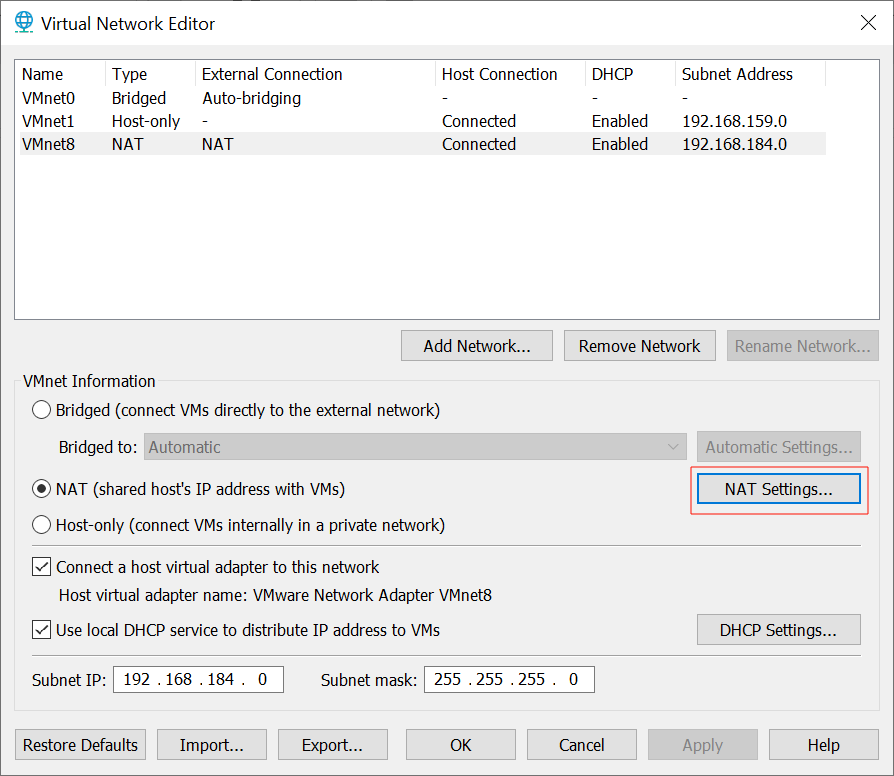 Virtual Network Editor
Name Type External Connection Host Connection DHCP Subnet Address
VMnet0 Bridged Auto-bridging - - -
VMnet1 Host-only - Connected Enabled 192.168.159.0
VMnet8 NAT NAT Connected Enabled 192.168.184.0
Add Network... Remove Network Rename Network...
VMnet Information
Bridged (connect VMs directly to the external network)
Bridged to: Automatic Automatic Settings...
NAT (shared host's IP address with VMs) NAT Settings...
Host-only (connect VMs internally in a private network)
Connect a host virtual adapter to this network
Host virtual adapter name: VMware Network Adapter VMnet8
Use local DHCP service to distribute IP address to VMs DHCP Settings...
Subnet IP: 192 . 168 . 184 . 0 Subnet mask: 255 . 255 . 255 . 0
Restore Defaults Import... Export... OK Cancel Apply Help